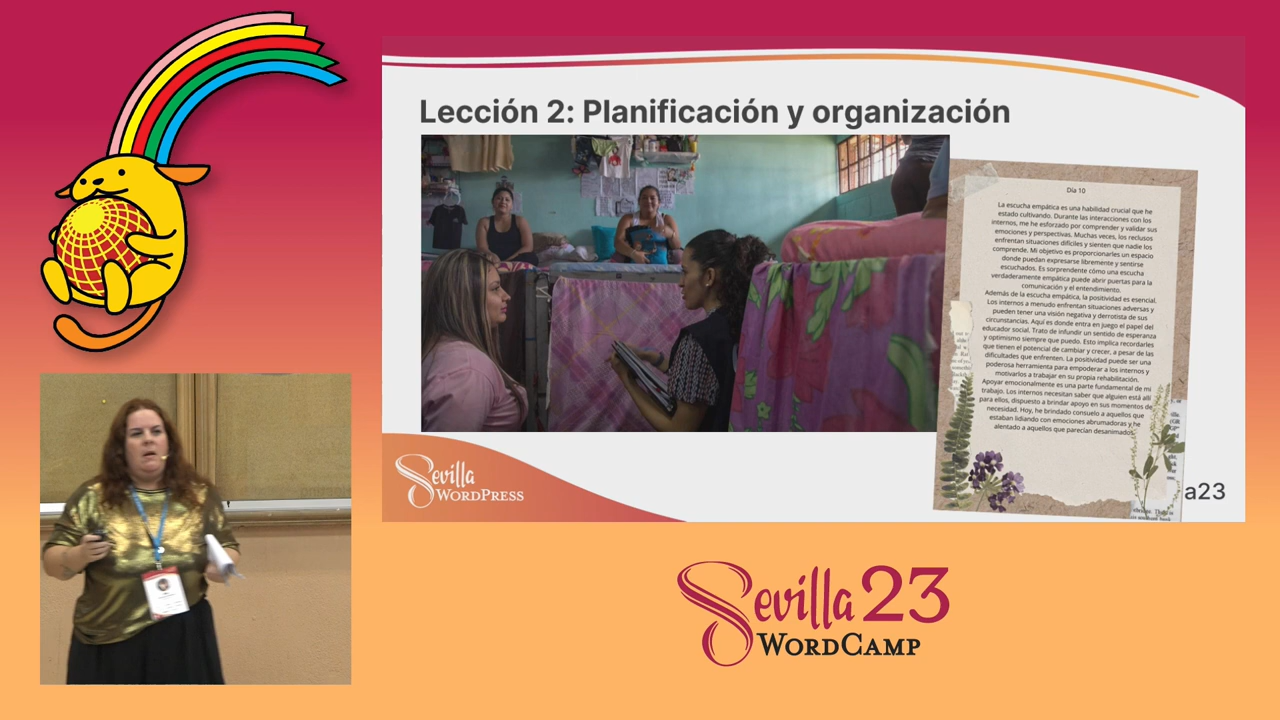 Lección 2: Planificación y organización
Día 10
La escucha empática es una habilidad crucial que he
estado cultivando. Durante las interacciones con los
internos, me he esforzado por comprender y validar sus
emociones y perspectivas. Muchas veces, los reclusos
enfrentan situaciones difíciles y sienten que nadie los
comprende. Mi objetivo es proporcionarles un espacio
donde puedan expresarse libremente y sentirse
escuchados. Es sorprendente cómo una escucha
verdaderamente empática puede abrir puertas para la
comunicación y el entendimiento.
Además de la escucha empática, la positividad es esencial.
Los internos a menudo enfrentan situaciones adversas y
pueden tener una visión negativa y derrotista de sus
circunstancias. Aquí es donde entra en juego el papel del
educador social. Trato de infundir un sentido de esperanza
y optimismo siempre que puedo. Esto implica recordarles
que tienen el potencial de cambiar y crecer, a pesar de las
dificultades que enfrenten. La positividad puede ser una
poderosa herramienta para empoderar a los internos y
motivarlos a trabajar en su propia rehabilitación.
Apoyar emocionalmente es una parte fundamental de mi
trabajo. Los internos necesitan saber que alguien está allí
para ellos, dispuesto a brindar apoyo en sus momentos de
necesidad. Hoy, he brindado consuelo a aquellos que
estaban lidiando con emociones abrumadoras y he
alentado a aquellos que parecían desanimados.
Sevilla
WORDPRESS
a23
Sevilla 23
WORDCAMP